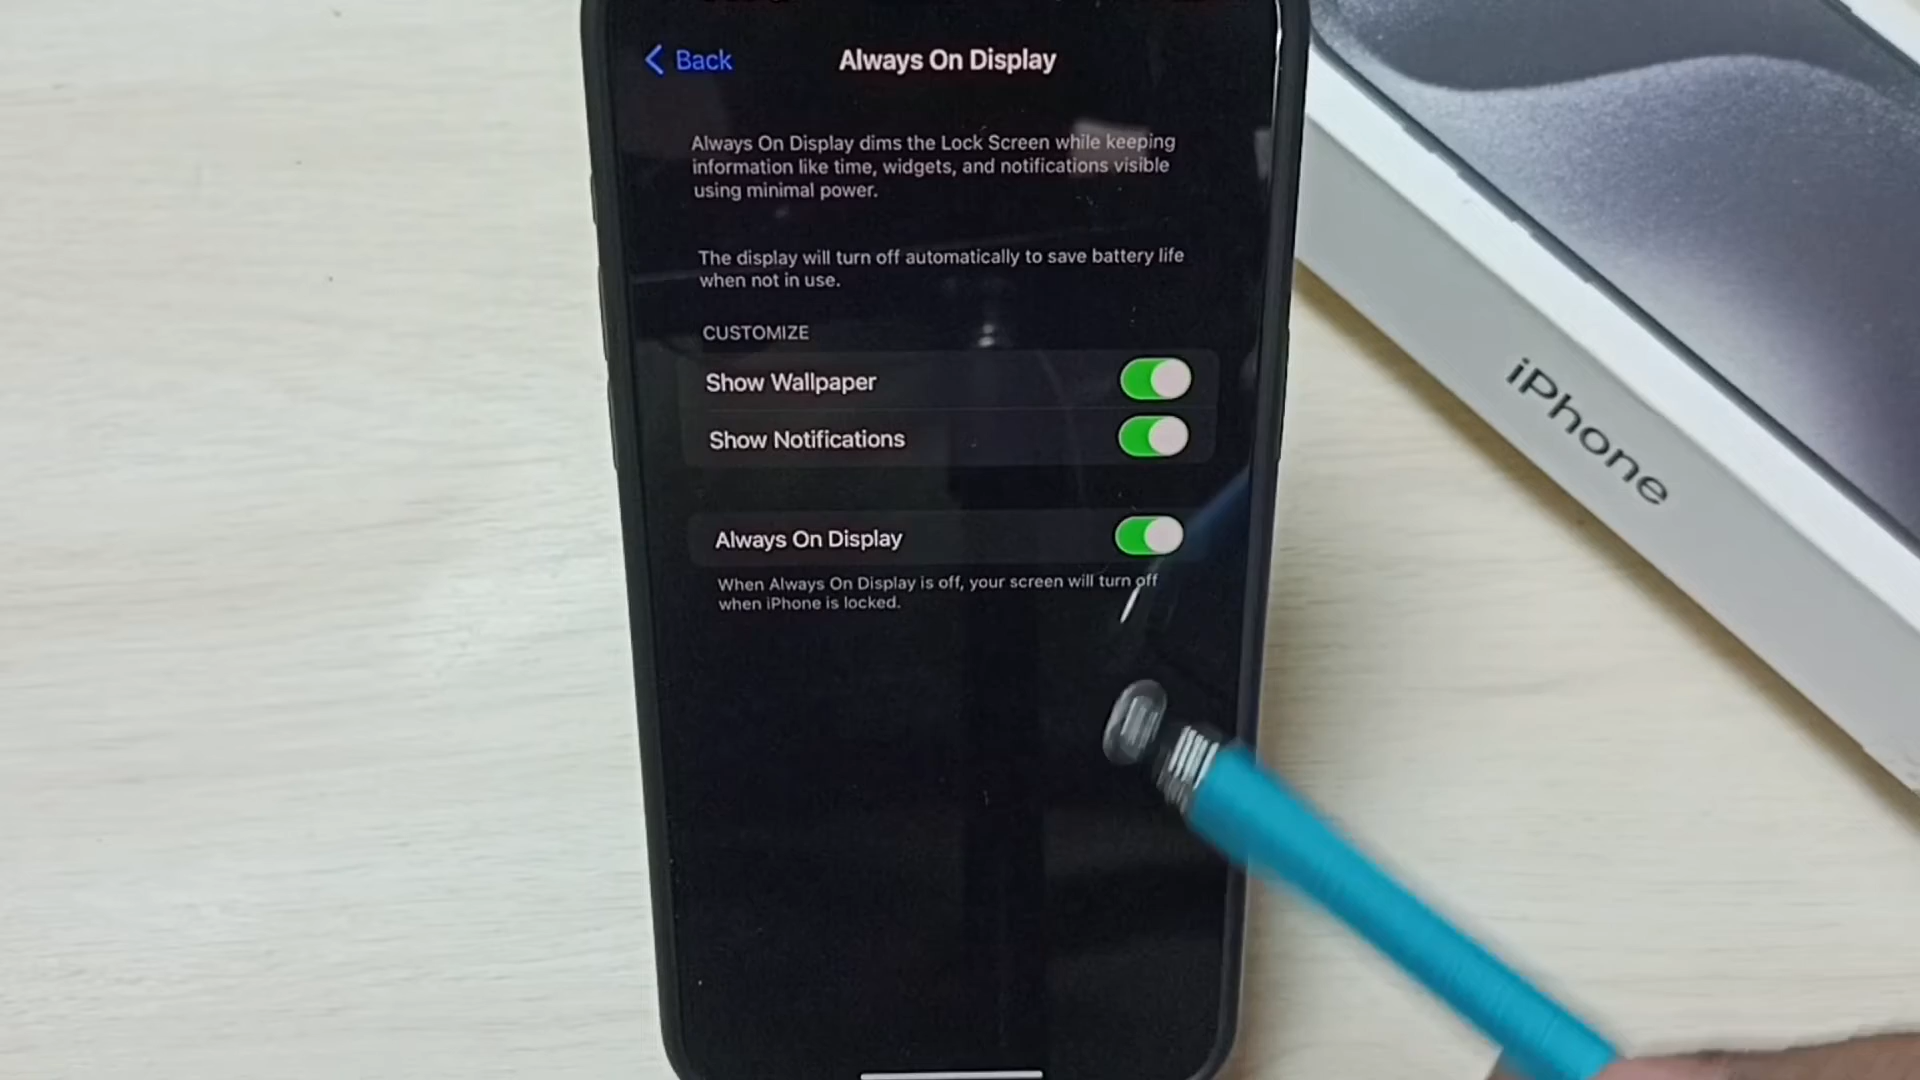 Back
Always On Display
Always On Display dims the Lock Screen while keeping
information like time, widgets, and notifications visible
using minimal power.
The display will turn off automatically to save battery life
when not in use.
CUSTOMIZE
Show Wallpaper
Show Notifications
Always On Display
When Always On Display is off, your screen will turn off
when iPhone is locked.
iPhone